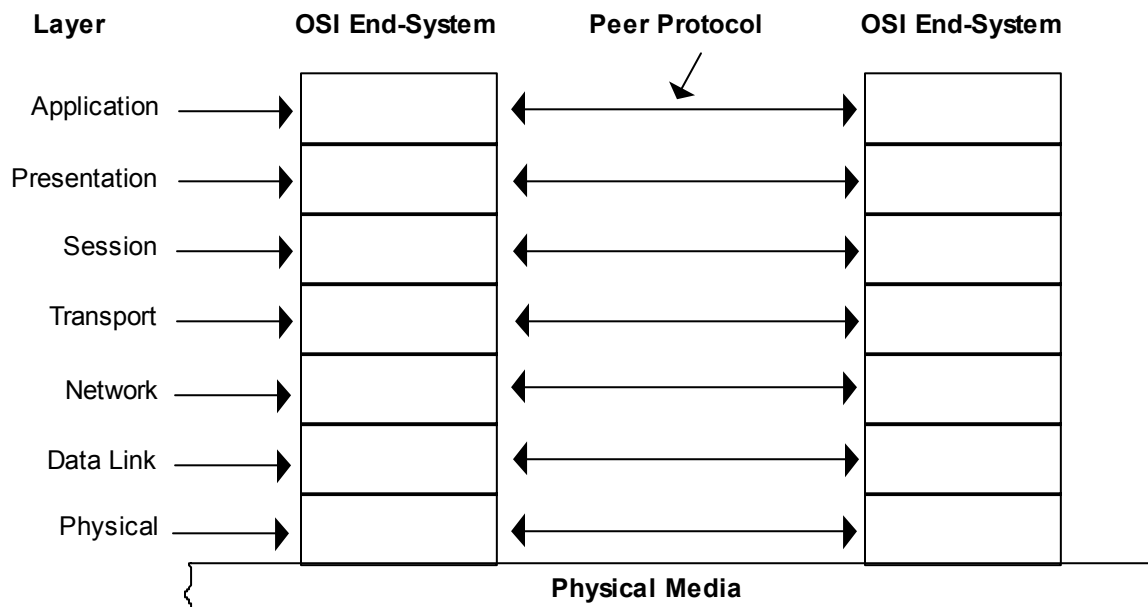 Layer OSI End-System Peer Protocol OSI End-System
Application
Presentation
Session
Transport
Network
Data Link
Physical
Physical Media